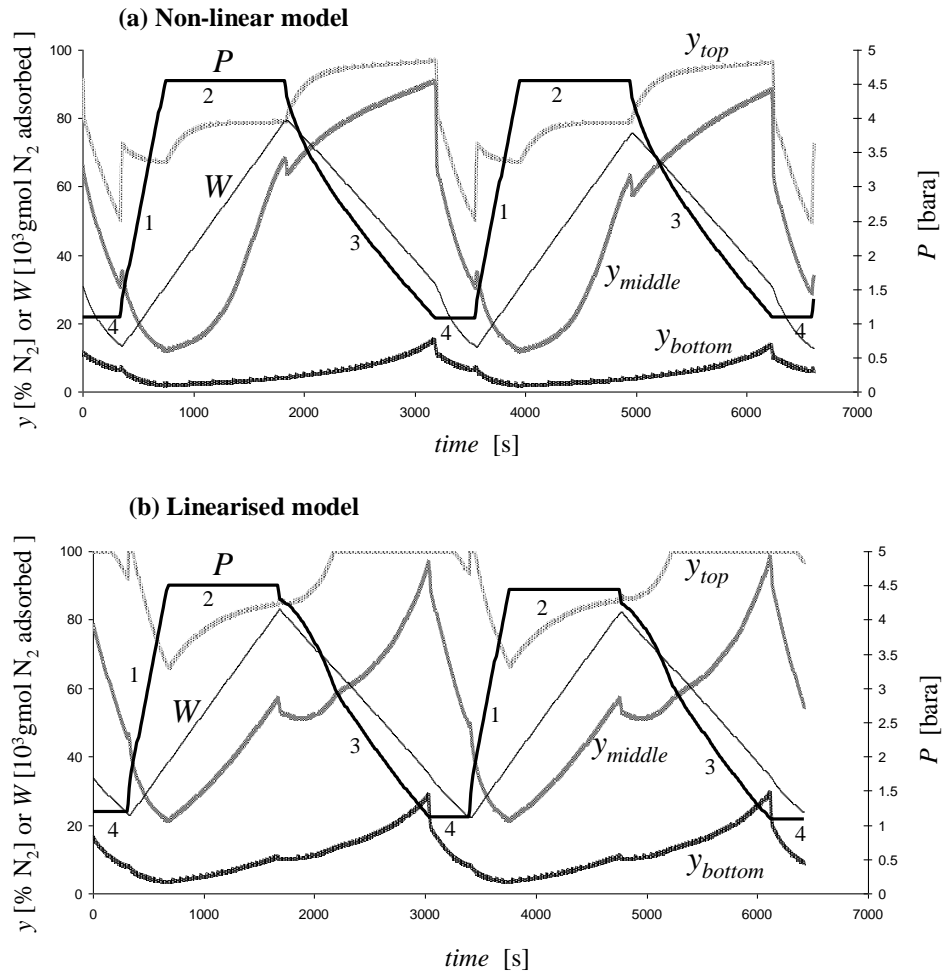 (a) Non-linear model
y [% N₂] or W [10³gmol N₂ adsorbed ]
100
80
60
40
20
0
P
2
1
W
4
3
y_top
y_middle
y_bottom
2
1
4
3
4
5
4.5
4
3.5
3
2.5
2
1.5
1
0.5
0
P [bara]
0 1000 2000 3000 4000 5000 6000 7000
time [s]
(b) Linearised model
y [% N₂] or W [10³gmol N₂ adsorbed ]
100
80
60
40
20
0
P
2
1
W
4
3
y_top
y_middle
y_bottom
2
1
4
3
4
5
4.5
4
3.5
3
2.5
2
1.5
1
0.5
0
P [bara]
0 1000 2000 3000 4000 5000 6000 7000
time [s]